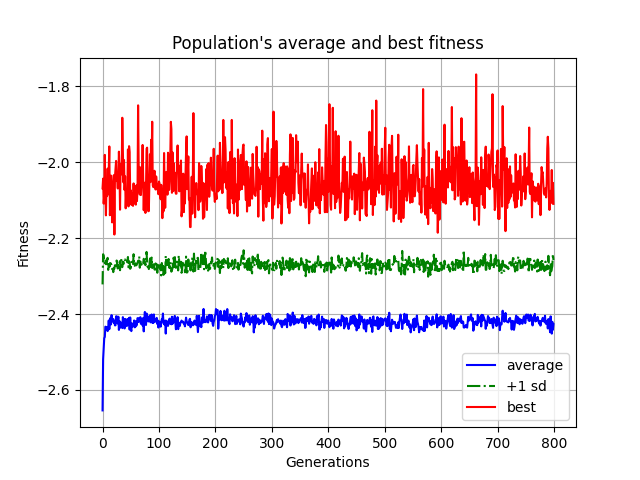 Population's average and best fitness
Fitness
−1.8
−2.0
−2.2
−2.4
−2.6
average
+1 sd
best
0 100 200 300 400 500 600 700 800
Generations